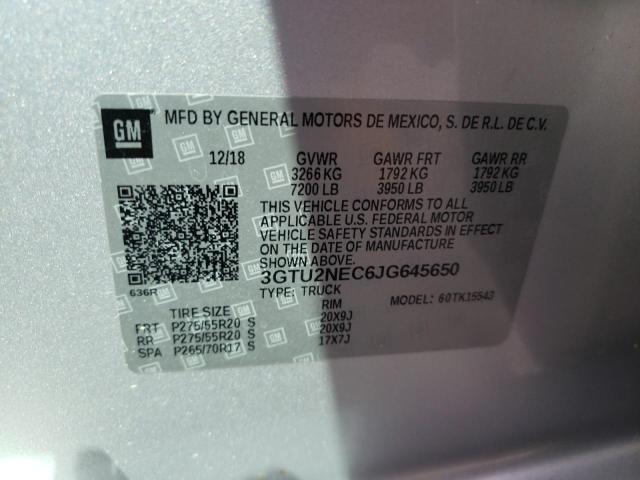 GM
MFD BY GENERAL MOTORS DE MEXICO, S. DE R.L. DE C.V.
12/18 GVWR GAWR FRT GAWR RR
3266 KG 1792 KG 1792 KG
7200 LB 3950 LB 3950 LB
THIS VEHICLE CONFORMS TO ALL
APPLICABLE U.S. FEDERAL MOTOR
VEHICLE SAFETY STANDARDS IN EFFECT
ON THE DATE OF MANUFACTURE
SHOWN ABOVE.
3GTU2NEC6JG645650
636R
TYPE: TRUCK MODEL: 60TK15543
TIRE SIZE RIM
FRT P275/55R20 S 20X9J
RR P275/55R20 S 20X9J
SPA P265/70R17 S 17X7J